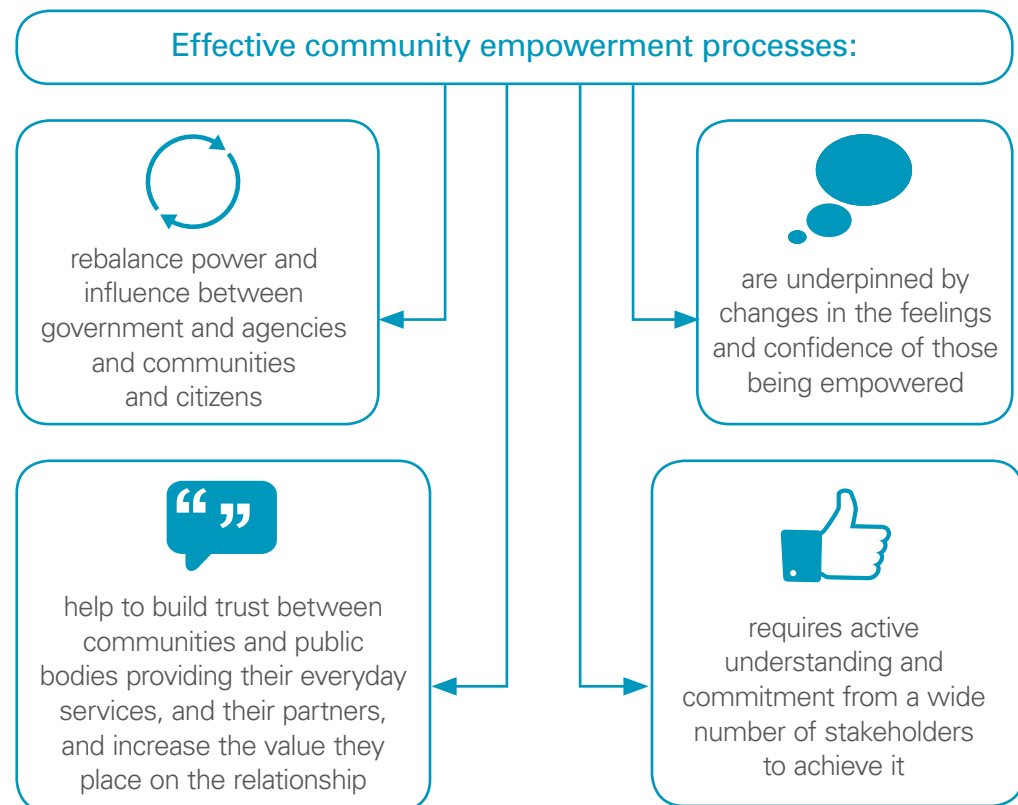 Effective community empowerment processes:
rebalance power and
influence between
government and agencies
and communities
and citizens
are underpinned by
changes in the feelings
and confidence of those
being empowered
“ ”
help to build trust between
communities and public
bodies providing their everyday
services, and their partners,
and increase the value they
place on the relationship
requires active
understanding and
commitment from a wide
number of stakeholders
to achieve it